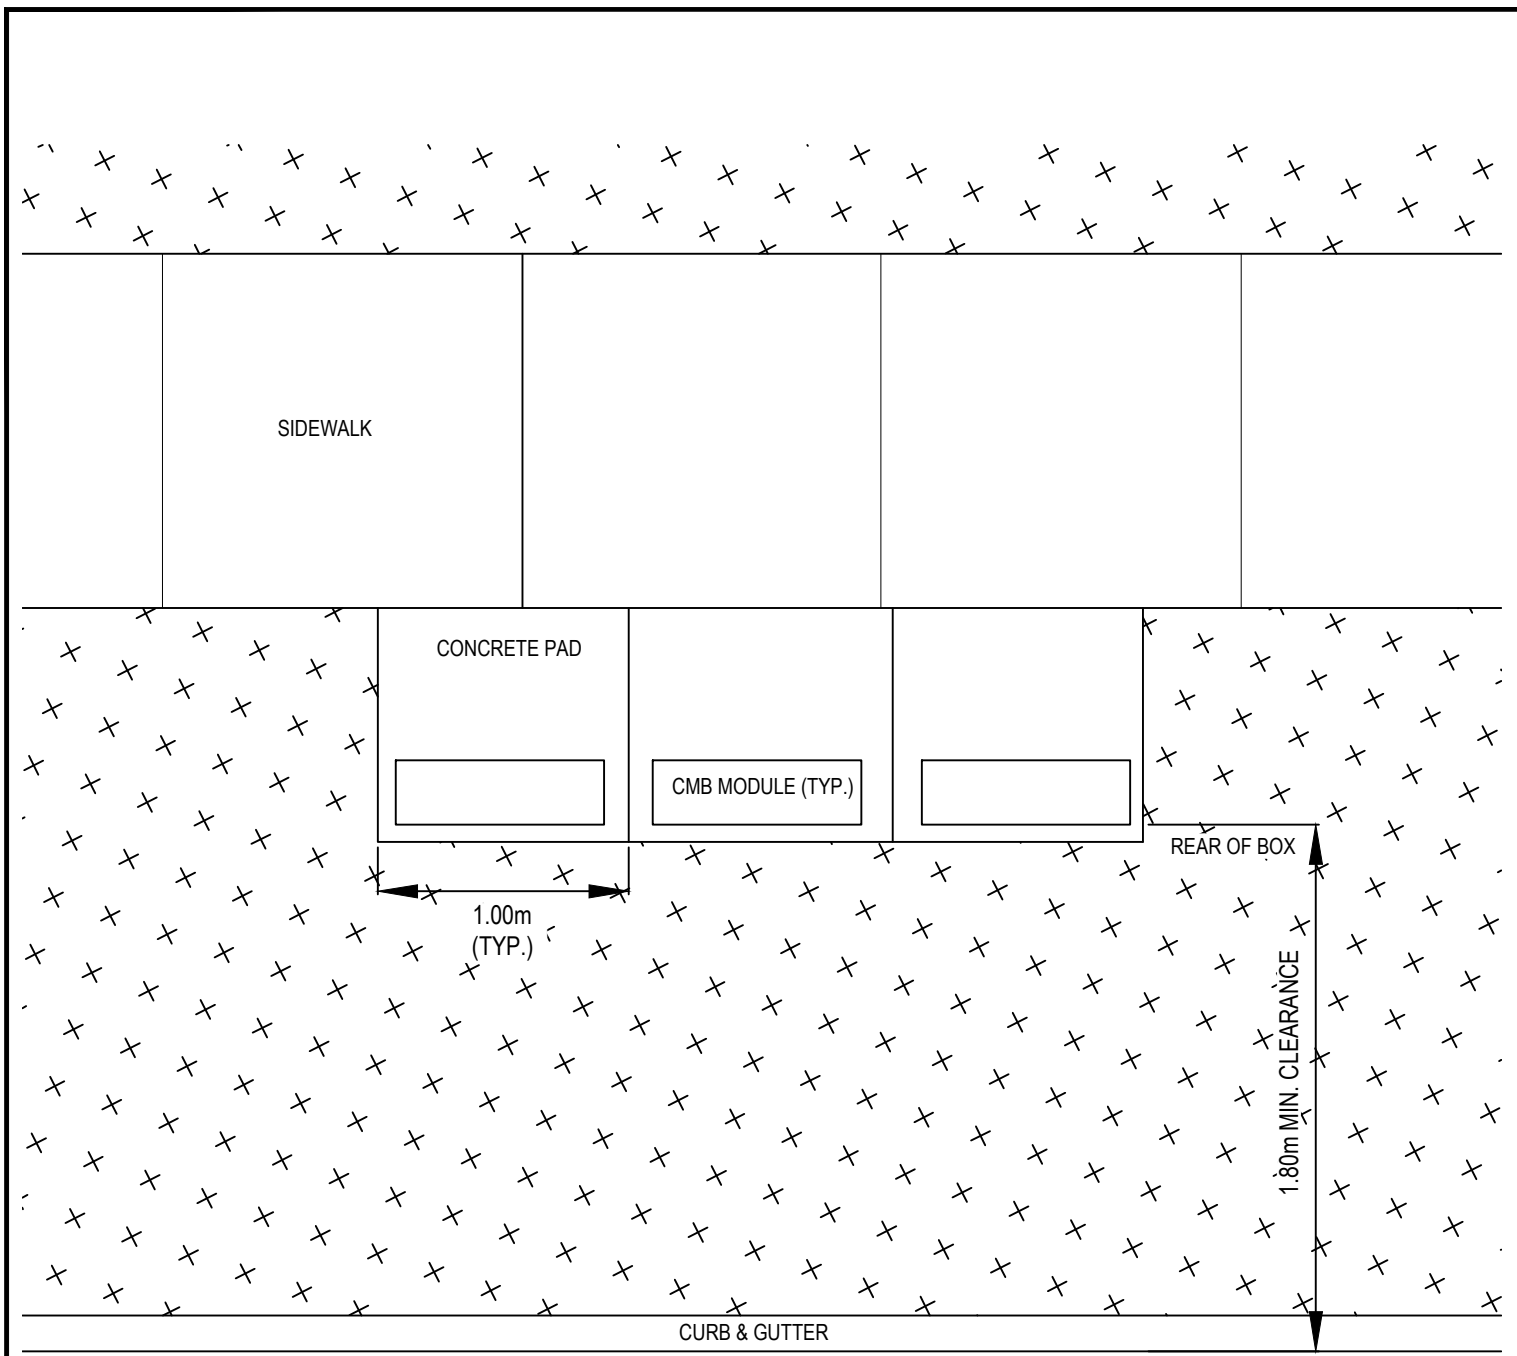 SIDEWALK
CONCRETE PAD
CMB MODULE (TYP.)
REAR OF BOX
1.00m
(TYP.)
1.80m MIN. CLEARANCE
CURB & GUTTER